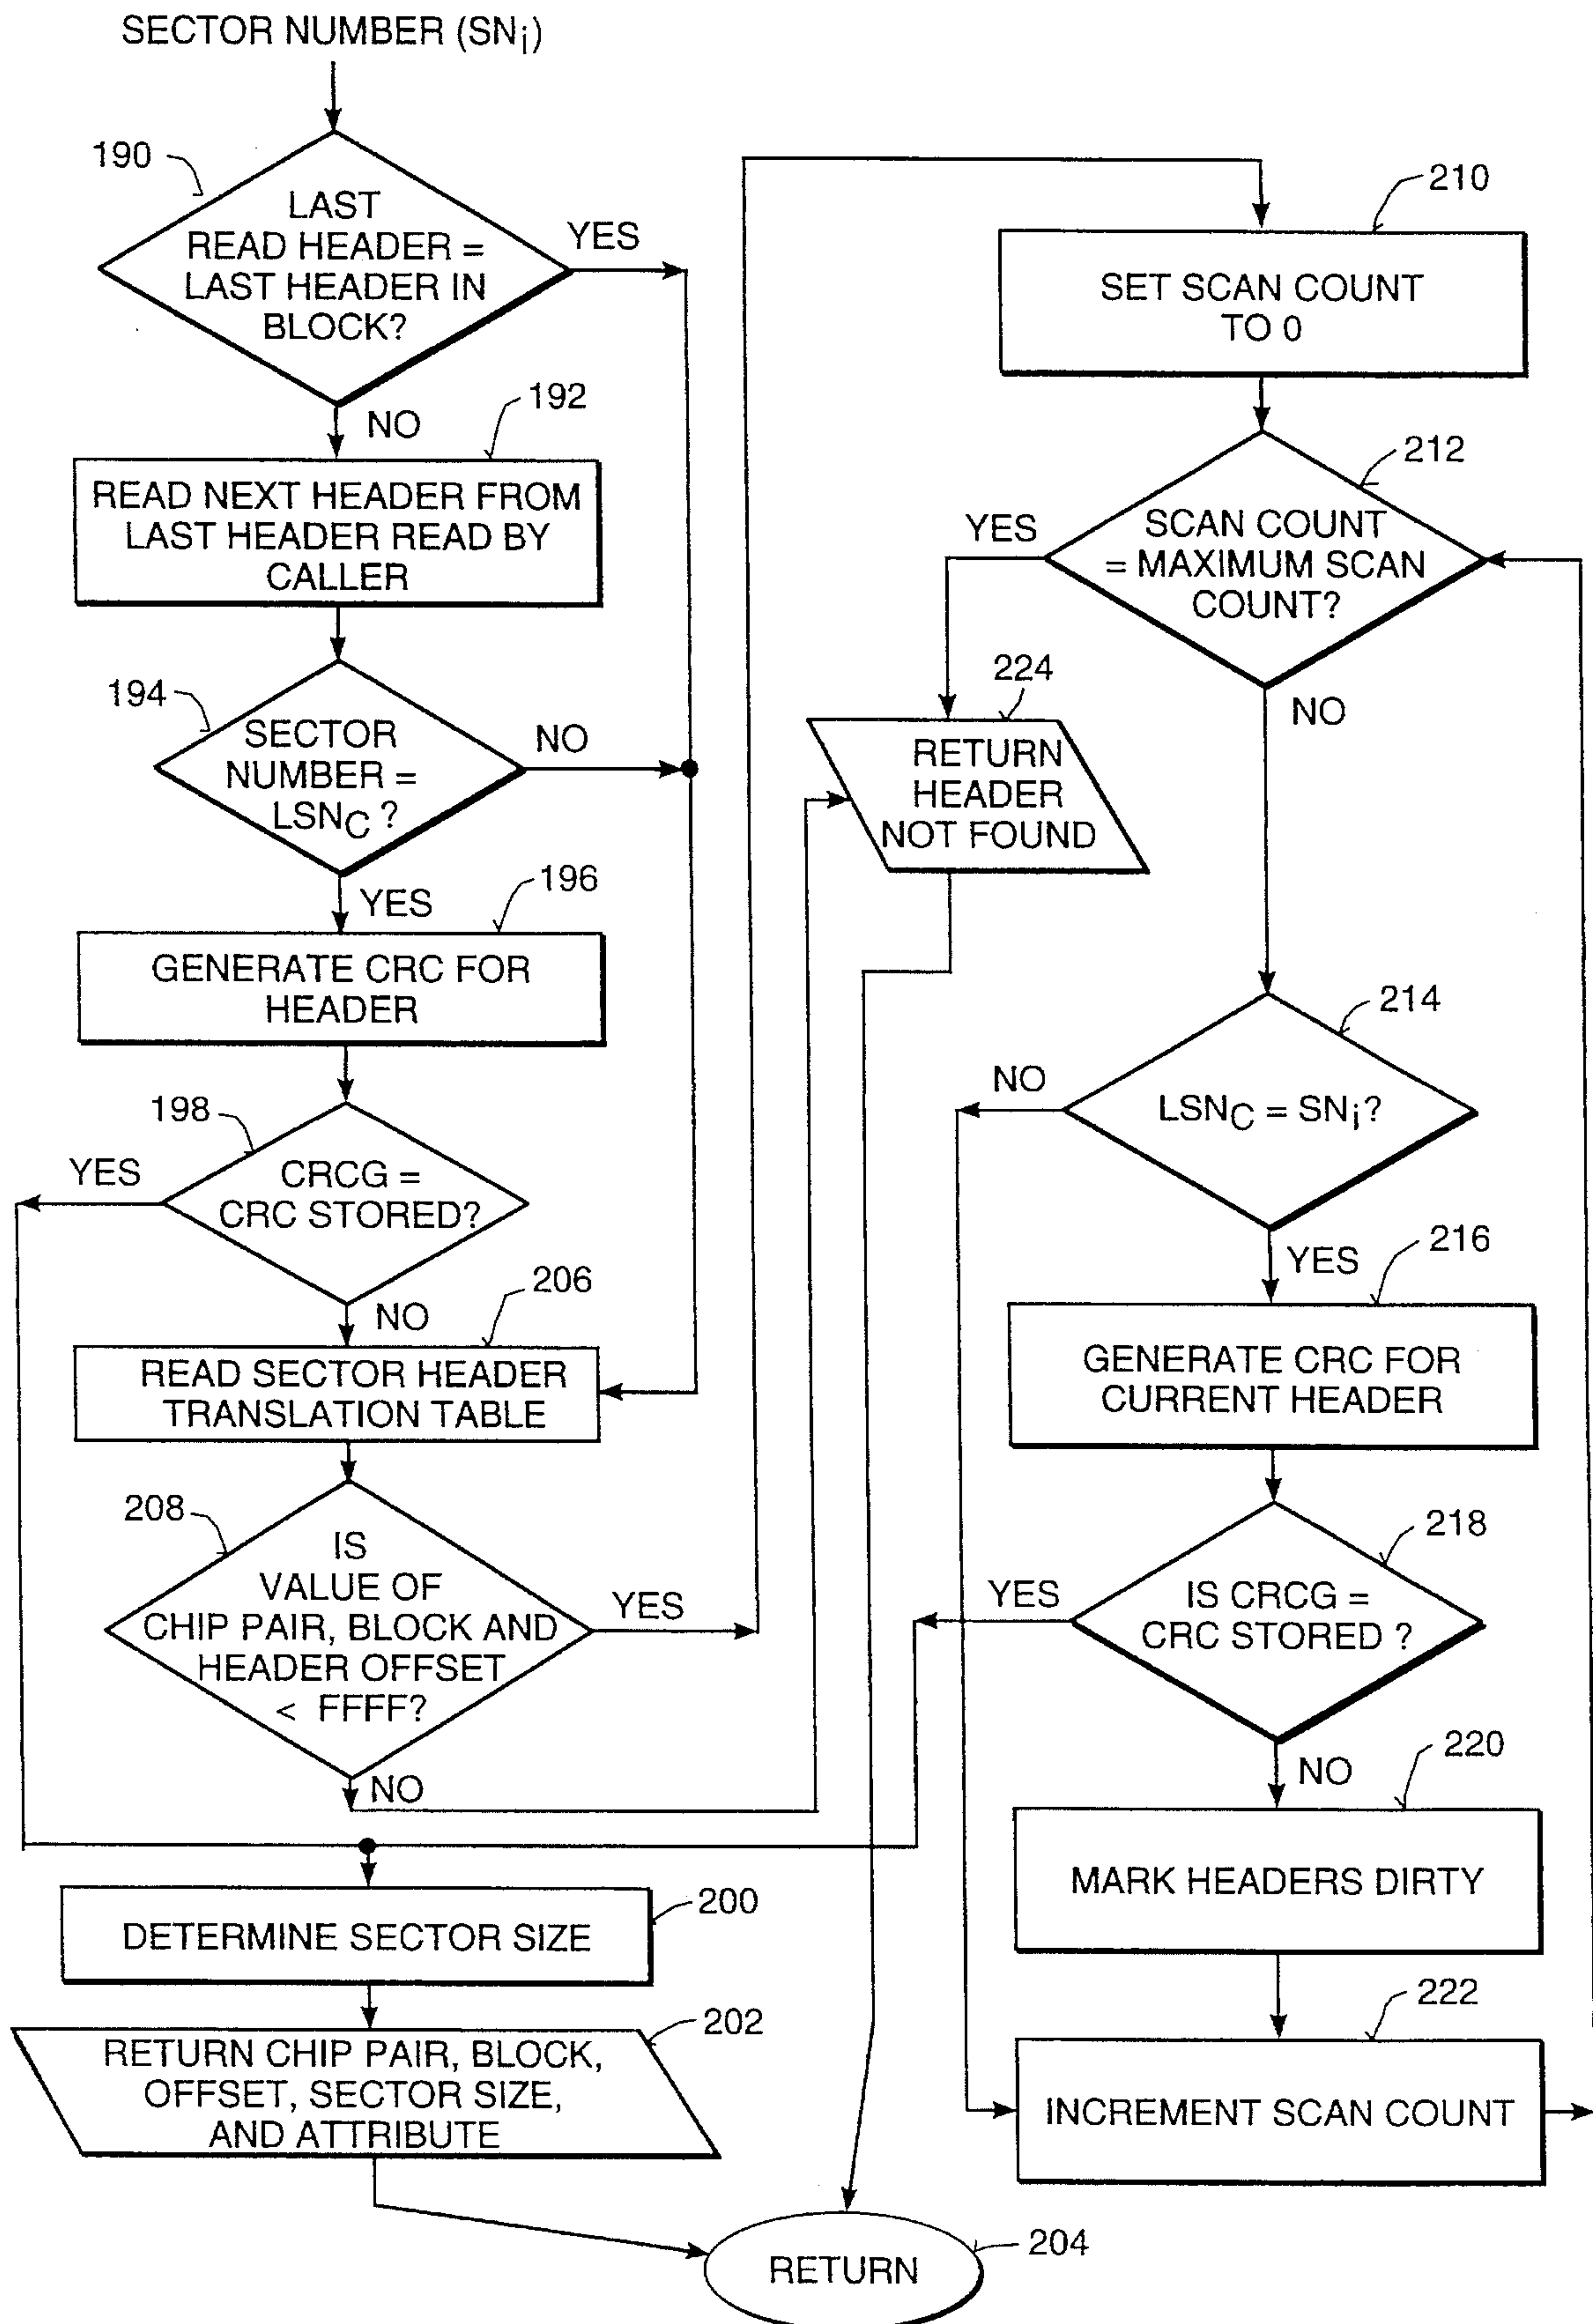 SECTOR NUMBER (SNi)
190
LAST
READ HEADER =
LAST HEADER IN
BLOCK?
YES
NO
192
READ NEXT HEADER FROM
LAST HEADER READ BY
CALLER
194
SECTOR
NUMBER =
LSNC ?
NO
YES
196
GENERATE CRC FOR
HEADER
198
CRCG =
CRC STORED?
YES
NO
206
READ SECTOR HEADER
TRANSLATION TABLE
208
IS
VALUE OF
CHIP PAIR, BLOCK AND
HEADER OFFSET
< FFFF?
YES
NO
200
DETERMINE SECTOR SIZE
202
RETURN CHIP PAIR, BLOCK,
OFFSET, SECTOR SIZE,
AND ATTRIBUTE
204
RETURN
210
SET SCAN COUNT
TO 0
212
SCAN COUNT
= MAXIMUM SCAN
COUNT?
YES
NO
224
RETURN
HEADER
NOT FOUND
214
LSNC = SNi?
NO
YES
216
GENERATE CRC FOR
CURRENT HEADER
218
IS CRCG =
CRC STORED ?
YES
NO
220
MARK HEADERS DIRTY
222
INCREMENT SCAN COUNT